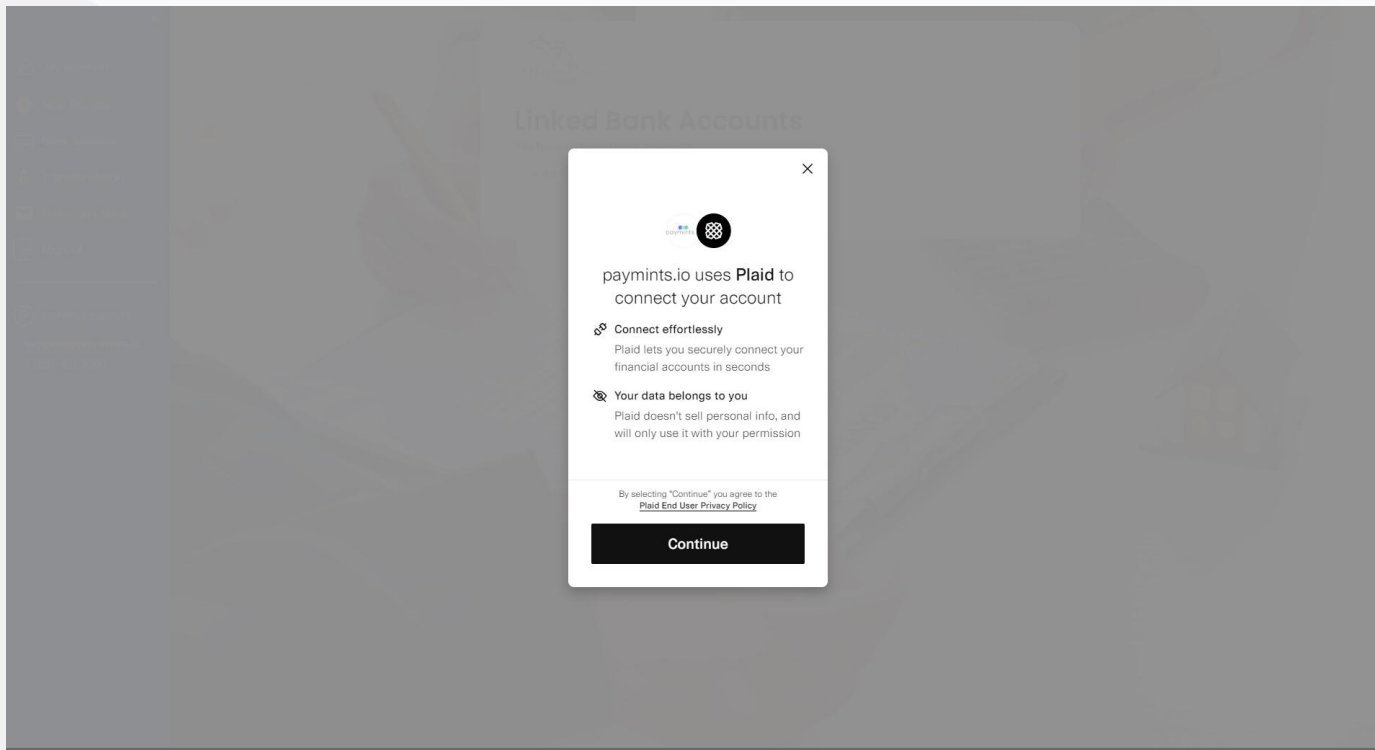 Linked Bank Accounts
paymints
paymints.io uses Plaid to
connect your account
Connect effortlessly
Plaid lets you securely connect your
financial accounts in seconds
Your data belongs to you
Plaid doesn't sell personal info, and
will only use it with your permission
By selecting "Continue" you agree to the
Plaid End User Privacy Policy
Continue